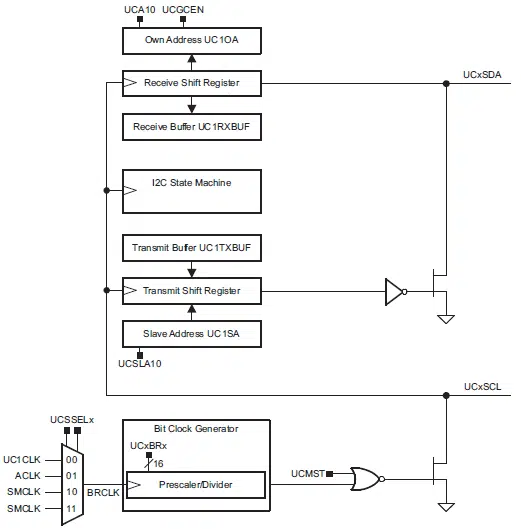 UCA10 UCGCEN
Own Address UC1OA
UCxSDA
Receive Shift Register
Receive Buffer UC1RXBUF
I2C State Machine
Transmit Buffer UC1TXBUF
Transmit Shift Register
Slave Address UC1SA
UCSLA10
UCxSCL
UCSSELx
Bit Clock Generator
UCxBRx
UC1CLK 00
16
UCMST
ACLK 01
Prescaler/Divider
SMCLK 10
BRCLK
SMCLK 11